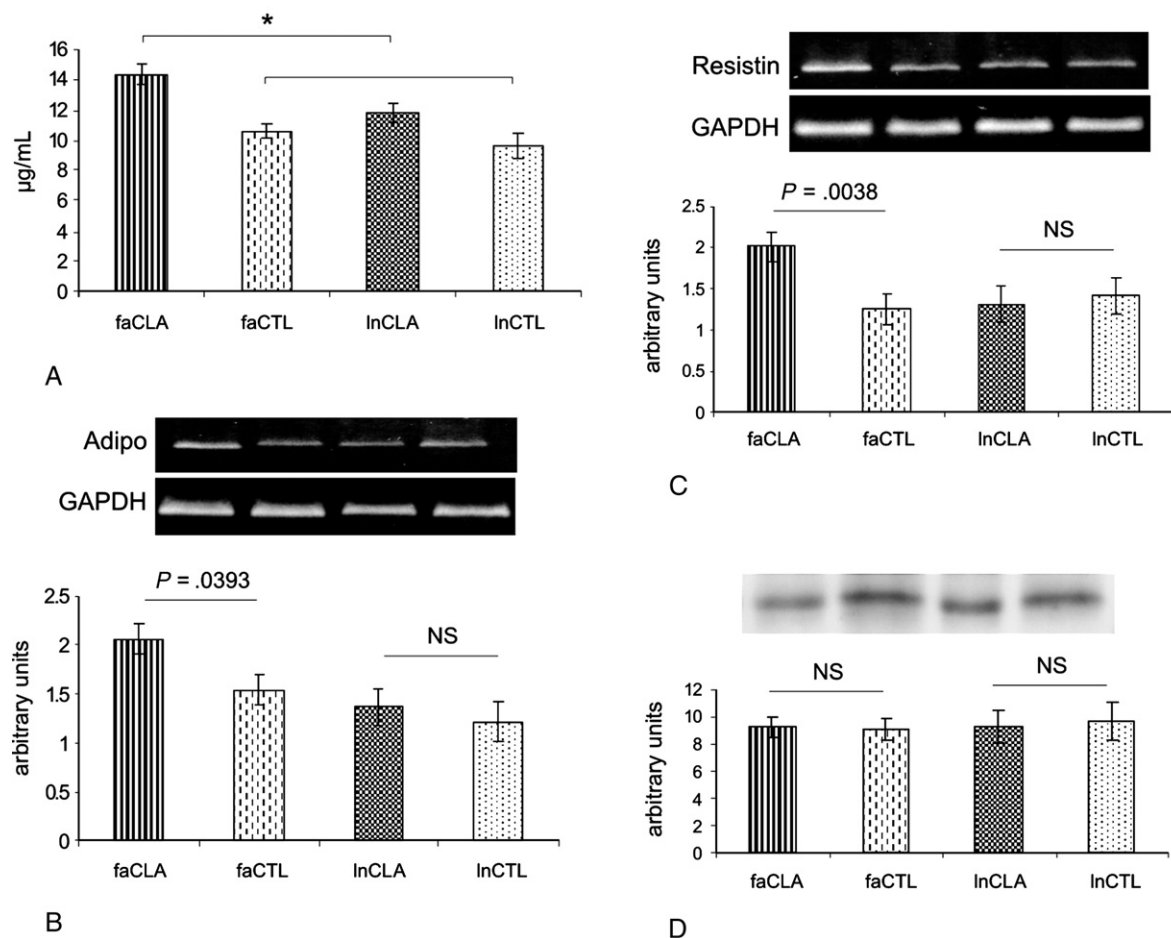 *
16
14
12
10
8
6
4
2
0
µg/mL
faCLA faCTL lnCLA lnCTL
A
Adipo
GAPDH
P = .0393
NS
2.5
2
1.5
1
0.5
0
arbitrary units
faCLA faCTL lnCLA lnCTL
B
Resistin
GAPDH
P = .0038
NS
2.5
2
1.5
1
0.5
0
arbitrary units
faCLA faCTL lnCLA lnCTL
C
NS NS
12
10
8
6
4
2
0
arbitrary units
faCLA faCTL lnCLA lnCTL
D